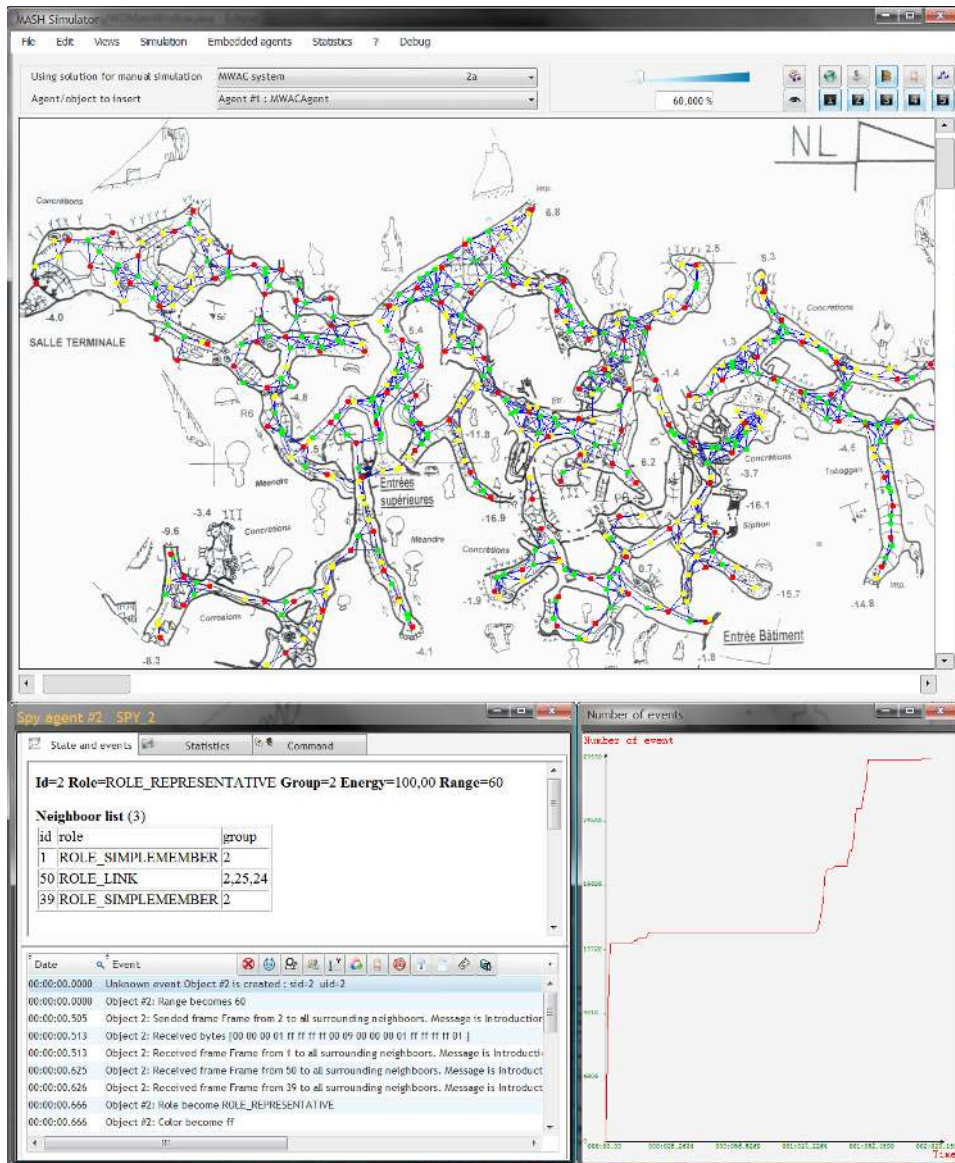 MASH Simulator
File Edit Views Simulation Embedded agents Statistics ? Debug
Using solution for manual simulation MWAC system 2a
Agent/object to insert Agent #1 : MWACAgent 60,000 %
1 2 3 4 5
NL
Concrétions
Imp.
6.8
2.5
8.3
Concrétions
-4.0
SALLE TERMINALE
5.4
1.3
-1.4
-4.8
R6
-11.8
-4.5
6.2
Concrétions
-3.7
Toboggan
Méandre
Entrées
supérieures
-16.1
Siphon
-3.4
-16.9
-9.6
Concrétions
Méandre
Concrétions
0.7
Imp.
-1.9
-15.7
-14.8
Corrosions
Entrée Bâtiment
-6.3
-4.1
-1.8
Spy agent #2 SPY 2
State and events Statistics Command
Id=2 Role=ROLE_REPRESENTATIVE Group=2 Energy=100,00 Range=60
Neighboor list (3)
id role group
1 ROLE_SIMPLEMEMBER 2
50 ROLE_LINK 2,25,24
39 ROLE_SIMPLEMEMBER 2
Date Event
00:00:00.0000 Unknown event Object #2 is created : sid=2 uid=2
00:00:00.0000 Object #2: Range becomes 60
00:00:00.505 Object 2: Sended frame Frame from 2 to all surrounding neighbors. Message is Introduction
00:00:00.513 Object 2: Received bytes [00 00 00 01 ff ff ff ff 00 09 00 00 00 01 ff ff ff ff 01 ]
00:00:00.513 Object 2: Received frame Frame from 1 to all surrounding neighbors. Message is Introducti
00:00:00.625 Object 2: Received frame Frame from 50 to all surrounding neighbors. Message is Introduct
00:00:00.626 Object 2: Received frame Frame from 39 to all surrounding neighbors. Message is Introduct
00:00:00.666 Object #2: Role become ROLE_REPRESENTATIVE
00:00:00.666 Object #2: Color become ff
Number of events
Number of event
Time